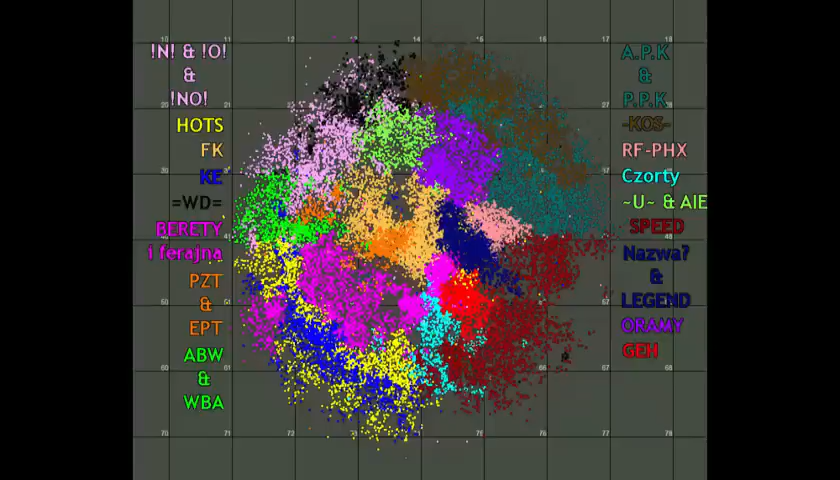 !N! & !O!
&
!NO!
HOTS
FK
KE
=WD=
BERETY
i ferajna
PZT
&
EPT
ABW
&
WBA
A.P.K
&
P.P.K
-KOS-
RF-PHX
Czorty
~U~ & AIE
SPEED
Nazwa?
&
LEGEND
ORAMY
GEH